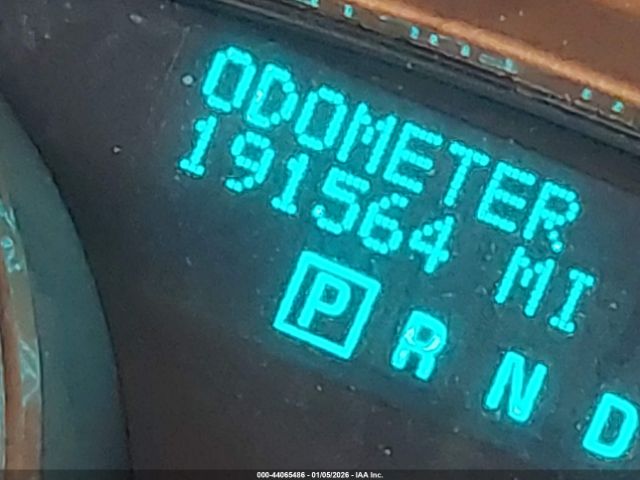 ODOMETER
191564 MI
P R N D
000-44065486 - 01/05/2026 - IAA Inc.